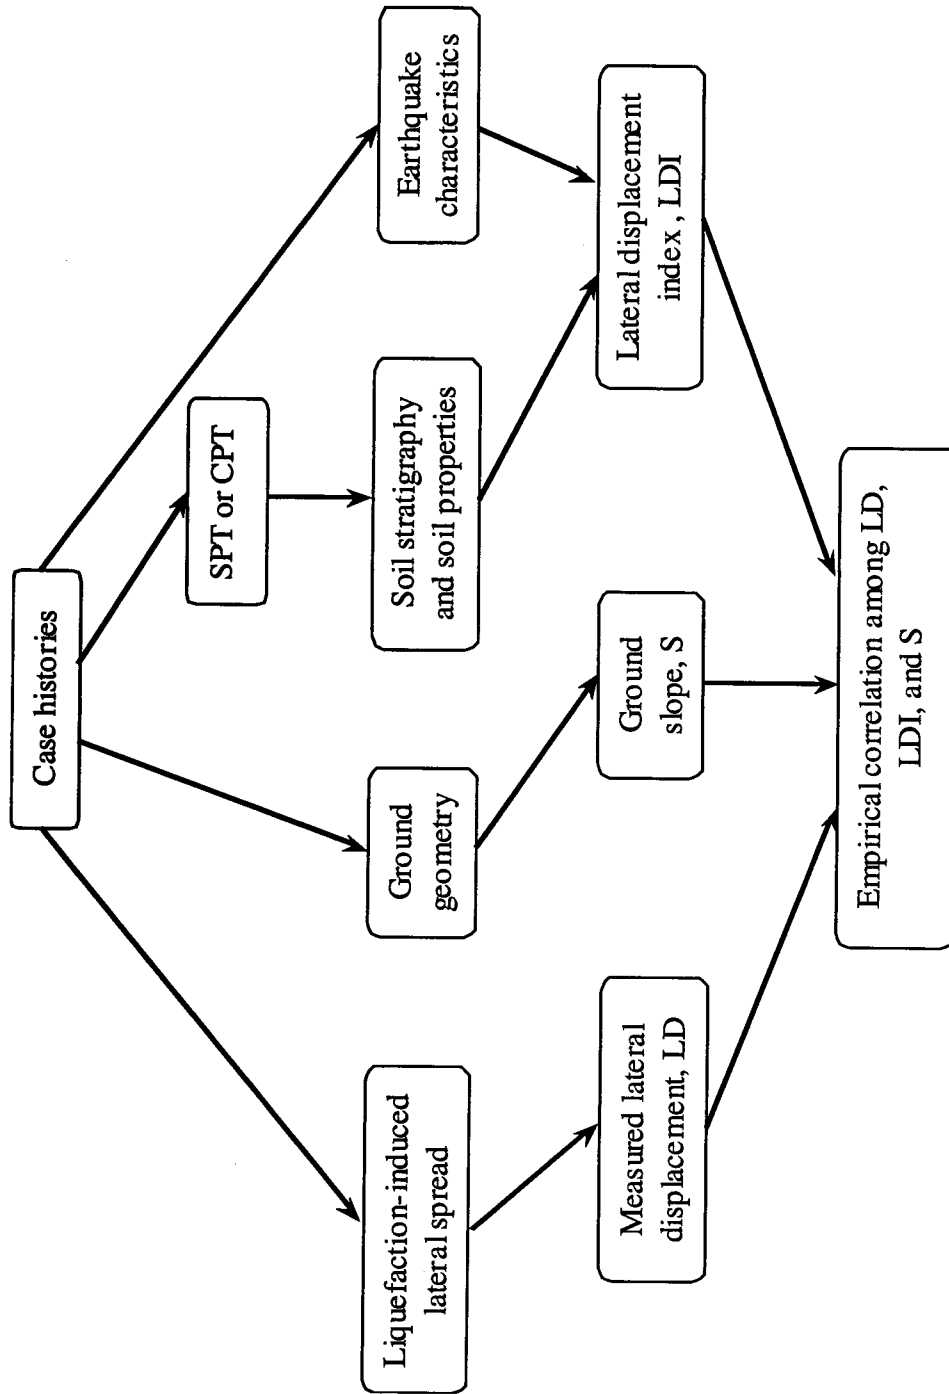 Case histories
SPT or CPT
Liquefaction-induced
lateral spread
Ground
geometry
Soil stratigraphy
and soil properties
Earthquake
characteristics
Measured lateral
displacement, LD
Ground
slope, S
Lateral displacement
index , LDI
Empirical correlation among LD,
LDI, and S